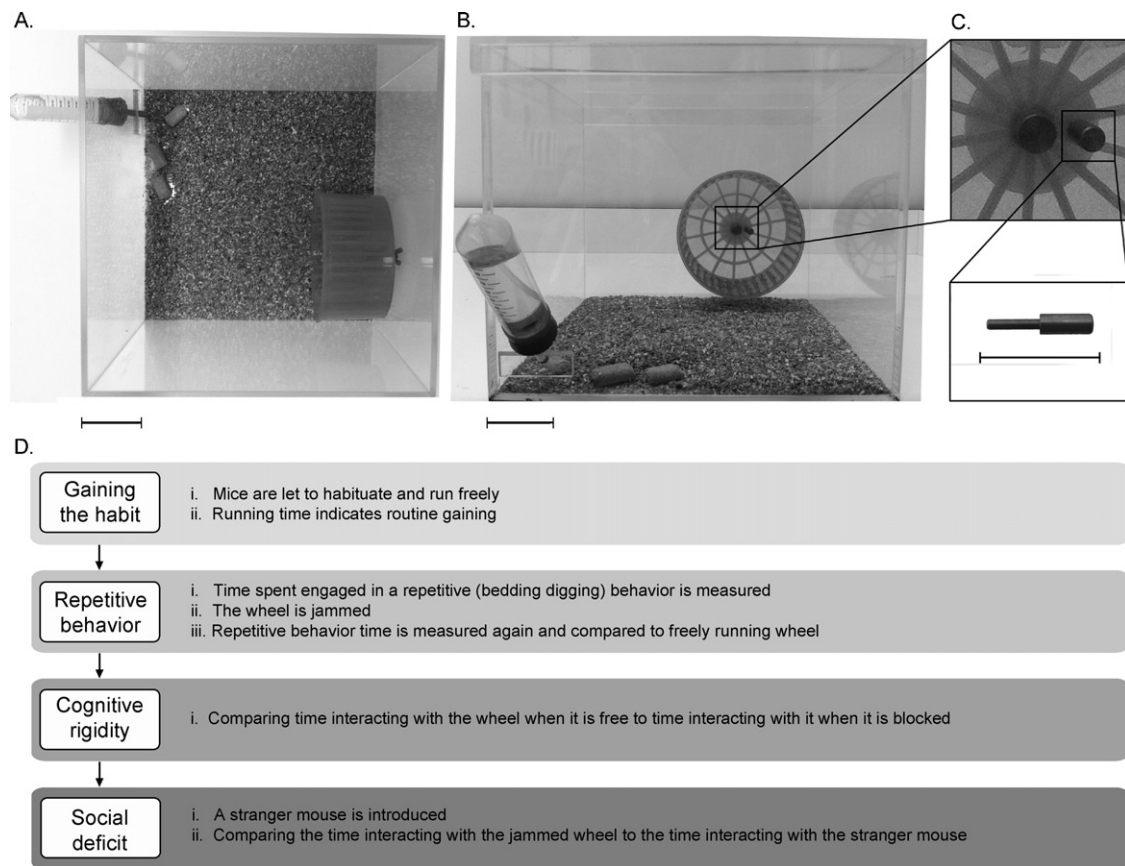 A.
B.
C.
D.
Gaining
the habit
i. Mice are let to habituate and run freely
ii. Running time indicates routine gaining
Repetitive
behavior
i. Time spent engaged in a repetitive (bedding digging) behavior is measured
ii. The wheel is jammed
iii. Repetitive behavior time is measured again and compared to freely running wheel
Cognitive
rigidity
i. Comparing time interacting with the wheel when it is free to time interacting with it when it is blocked
Social
deficit
i. A stranger mouse is introduced
ii. Comparing the time interacting with the jammed wheel to the time interacting with the stranger mouse